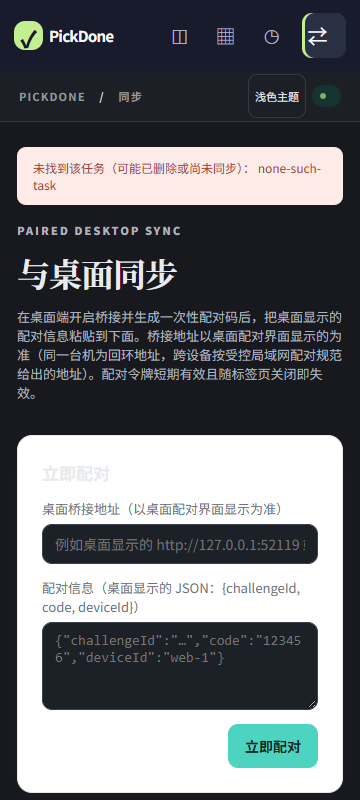 PickDone
PICKDONE / 同步
浅色主题
未找到该任务（可能已删除或尚未同步）： none-such-
task
PAIRED DESKTOP SYNC
与桌面同步
在桌面端开启桥接并生成一次性配对码后，把桌面显示的
配对信息粘贴到下面。桥接地址以桌面配对界面显示的为
准（同一台机为回环地址，跨设备按受控局域网配对规范
给出的地址）。配对令牌短期有效且随标签页关闭即失
效。
立即配对
桌面桥接地址（以桌面配对界面显示为准）
例如桌面显示的 http://127.0.0.1:52119
配对信息（桌面显示的 JSON：{challengeId,
code, deviceId}）
{"challengeId":"…","code":"12345
6","deviceId":"web-1"}
立即配对